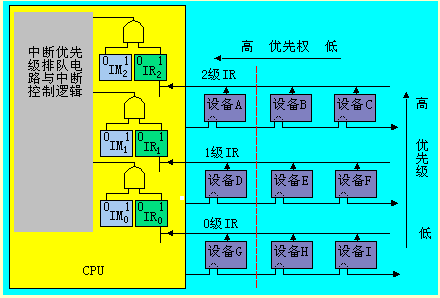 中断优先
级排队电
路与中断
控制逻辑
0 1 0 1
IM2 IR2
0 1 0 1
IM1 IR1
0 1 0 1
IM0 IR0
CPU
高 优先权 低
2级IR
设备A 设备B 设备C
1级IR
设备D 设备E 设备F
0级IR
设备G 设备H 设备I
高
优
先
级
低